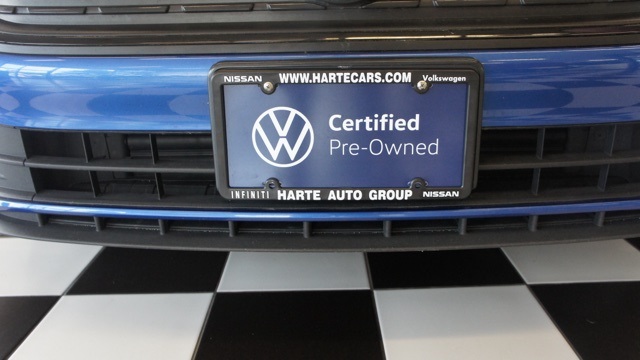 NISSAN WWW.HARTECARS.COM Volkswagen
Certified
Pre-Owned
INFINITI HARTE AUTO GROUP NISSAN